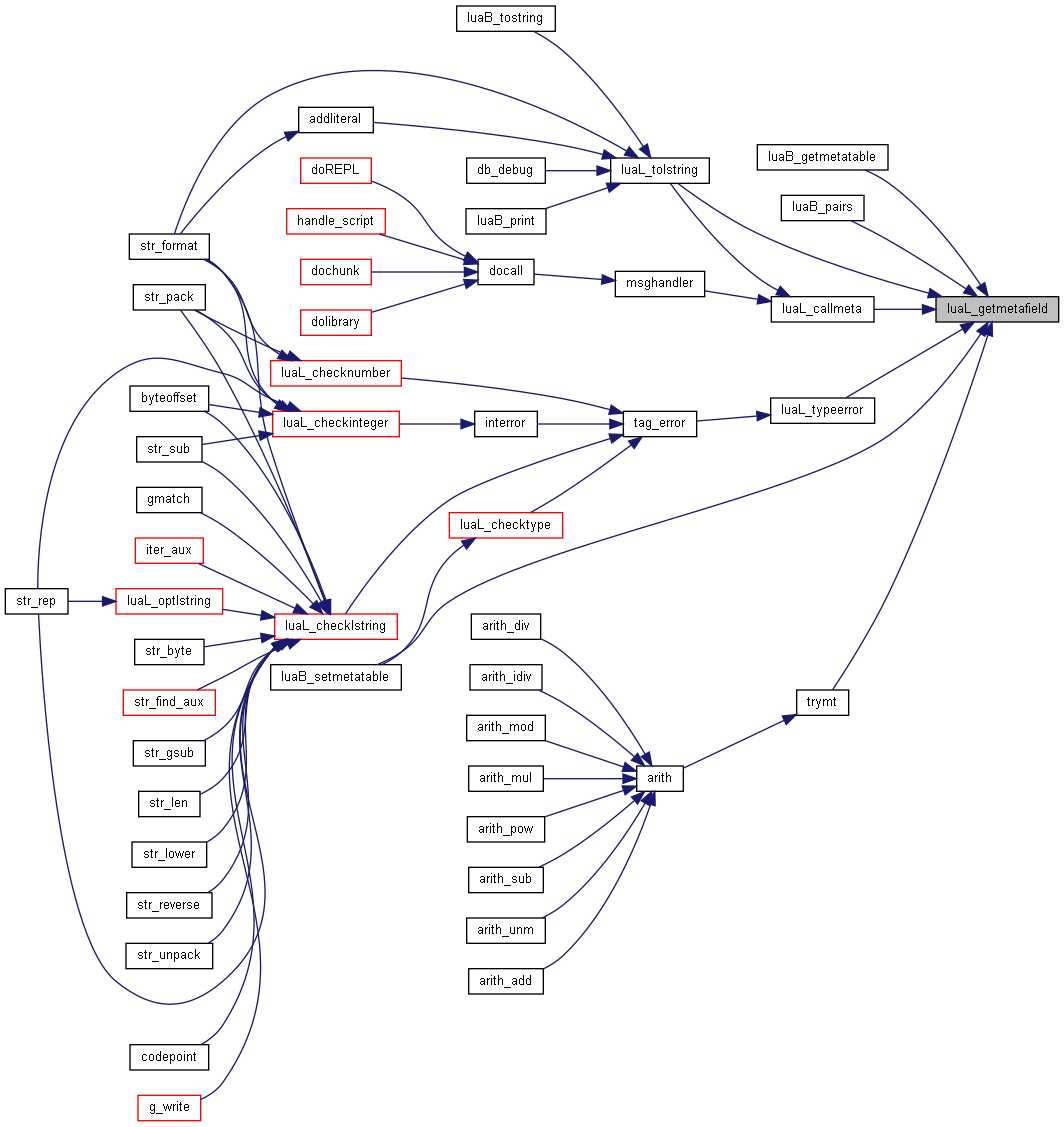 luaB_tostring
addliteral
luaL_tolstring
luaB_getmetatable
doREPL
db_debug
luaB_pairs
handle_script
luaB_print
str_format
dochunk
docall
msghandler
str_pack
luaL_callmeta
luaL_getmetafield
dolibrary
luaL_checknumber
byteoffset
luaL_typeerror
luaL_checkinteger
interror
tag_error
str_sub
gmatch
luaL_checktype
iter_aux
str_rep
luaL_optlstring
luaL_checklstring
arith_div
str_byte
luaB_setmetatable
arith_idiv
str_find_aux
trymt
arith_mod
str_gsub
arith_mul
arith
str_len
arith_pow
str_lower
arith_sub
str_reverse
arith_unm
str_unpack
arith_add
codepoint
g_write